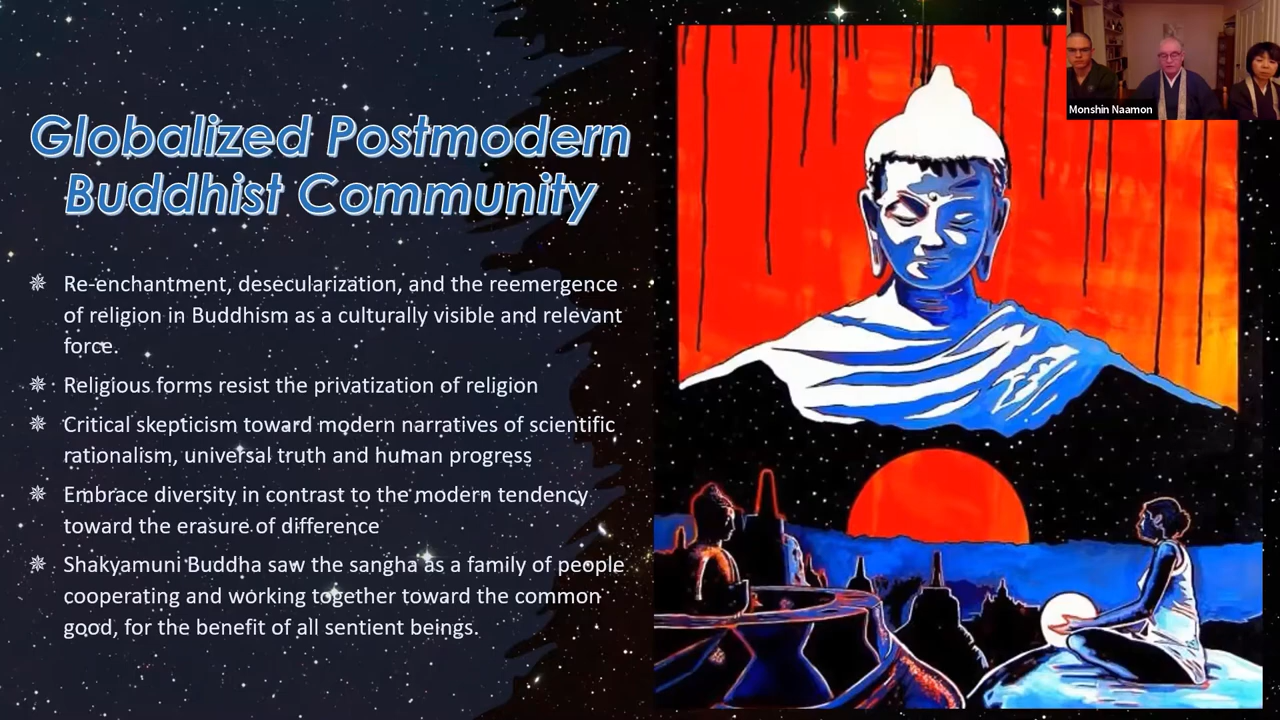 Globalized Postmodern
Buddhist Community
Re-enchantment, desecularization, and the reemergence
of religion in Buddhism as a culturally visible and relevant
force.
Religious forms resist the privatization of religion
Critical skepticism toward modern narratives of scientific
rationalism, universal truth and human progress
Embrace diversity in contrast to the modern tendency
toward the erasure of difference
Shakyamuni Buddha saw the sangha as a family of people
cooperating and working together toward the common
good, for the benefit of all sentient beings.
Monshin Naamon